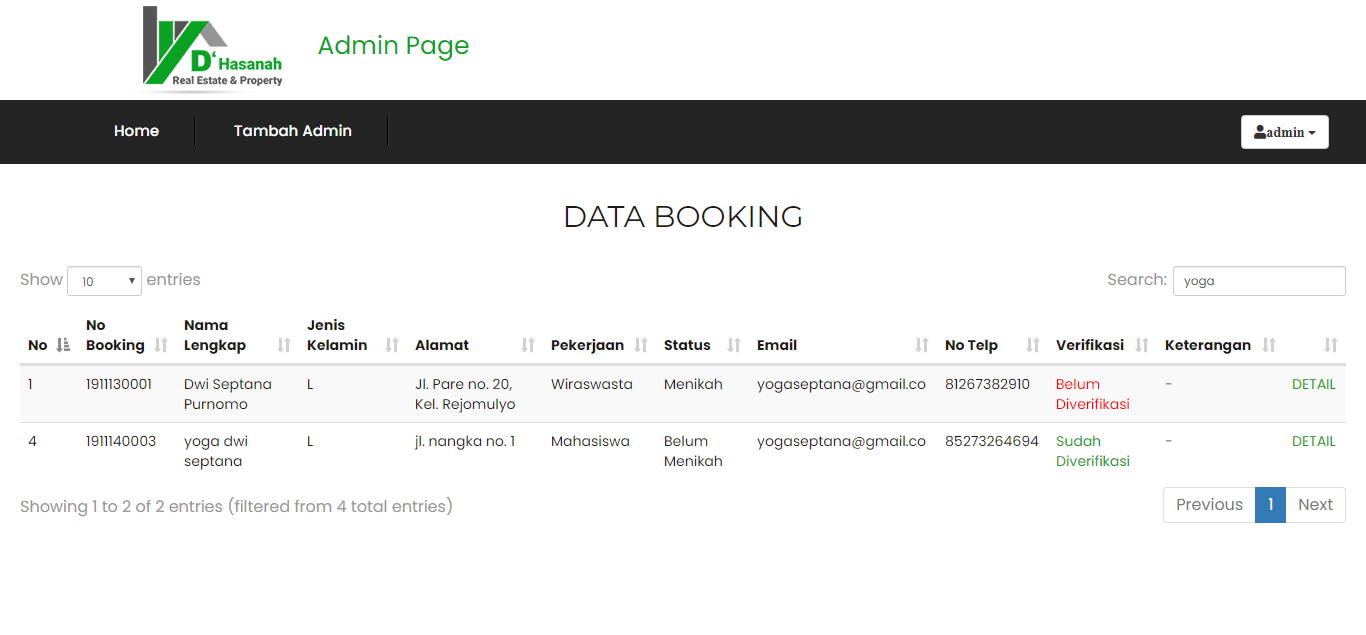 D' Hasanah
Real Estate & Property
Admin Page
Home Tambah Admin admin
DATA BOOKING
Show 10 entries Search: yoga
No No Booking Nama Lengkap Jenis Kelamin Alamat Pekerjaan Status Email No Telp Verifikasi Keterangan
1 1911130001 Dwi Septana Purnomo L Jl. Pare no. 20, Kel. Rejomulyo Wiraswasta Menikah yogaseptana@gmail.co 81267382910 Belum Diverifikasi - DETAIL
4 1911140003 yoga dwi septana L jl. nangka no. 1 Mahasiswa Belum Menikah yogaseptana@gmail.co 85273264694 Sudah Diverifikasi - DETAIL
Showing 1 to 2 of 2 entries (filtered from 4 total entries) Previous 1 Next